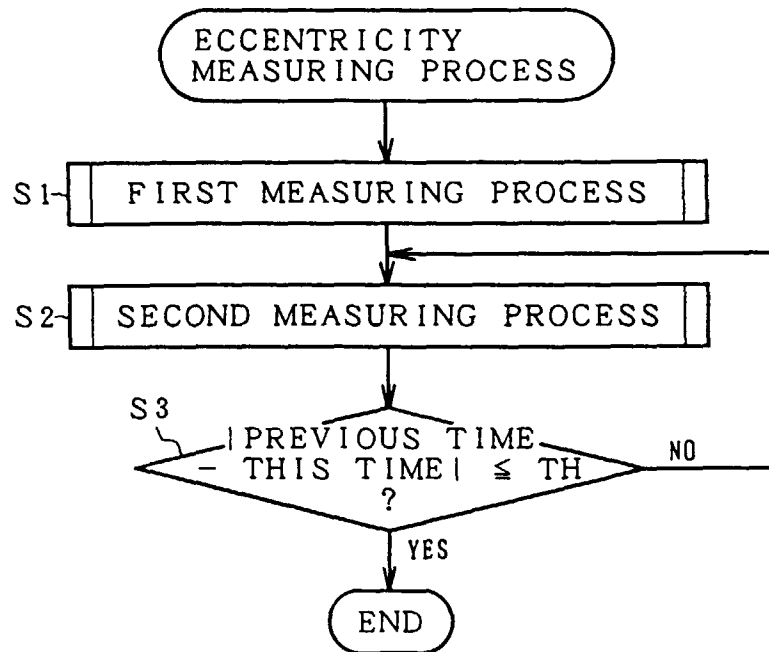 ECCENTRICITY
MEASURING PROCESS
S1
FIRST MEASURING PROCESS
S2
SECOND MEASURING PROCESS
S3
|PREVIOUS TIME
- THIS TIME| ≦ TH
?
NO
YES
END